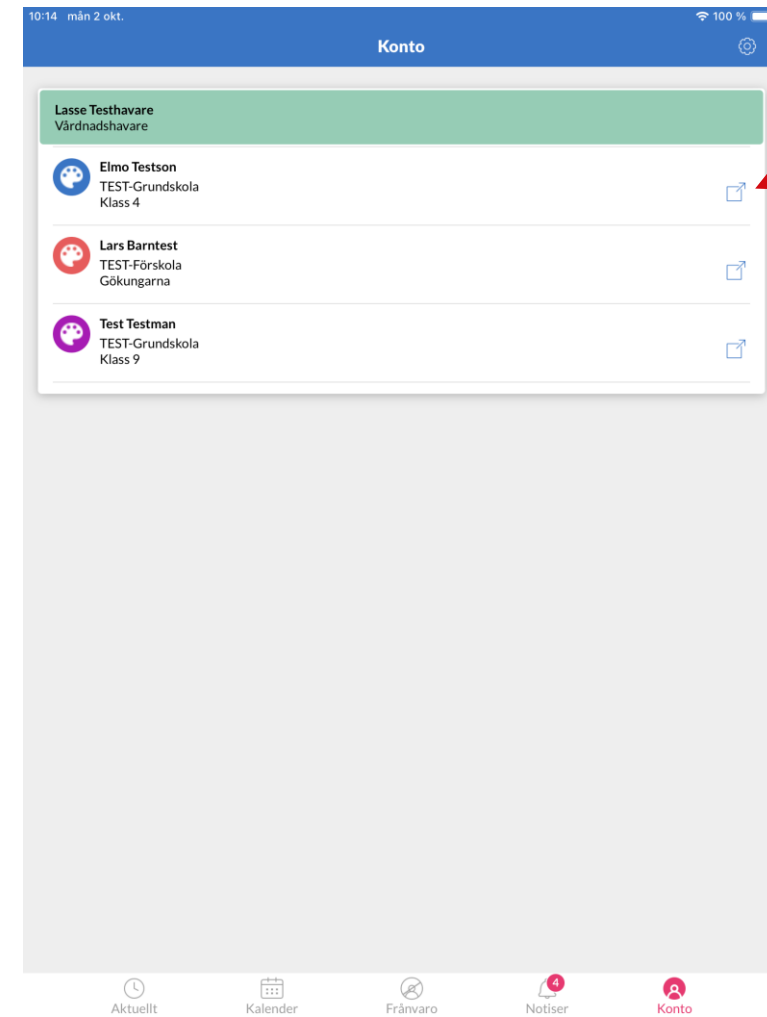 10:14 mån 2 okt.
100 %
Konto
Lasse Testhavare
Vårdnadshavare
Elmo Testson
TEST-Grundskola
Klass 4
Lars Barntest
TEST-Förskola
Gökungarna
Test Testman
TEST-Grundskola
Klass 9
4
Aktuellt
Kalender
Frånvaro
Notiser
Konto